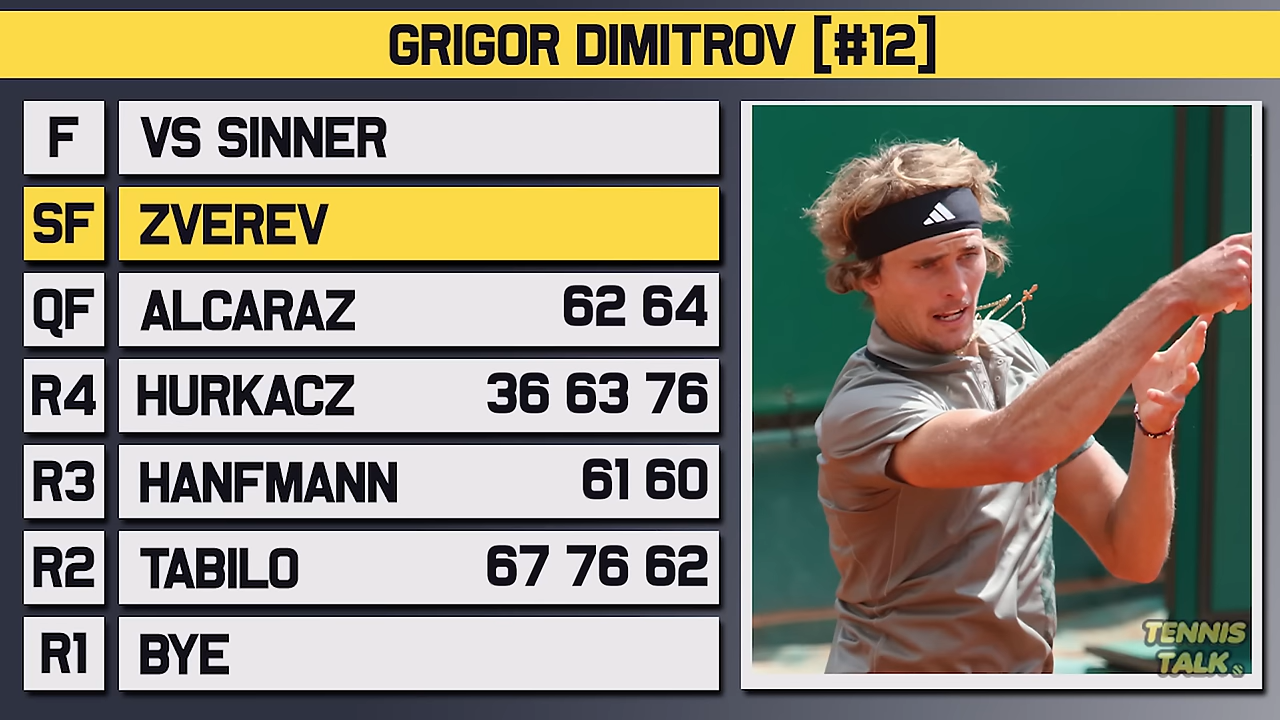 GRIGOR DIMITROV [#12]
F VS SINNER
SF ZVEREV
QF ALCARAZ 62 64
R4 HURKACZ 36 63 76
R3 HANFMANN 61 60
R2 TABILO 67 76 62
R1 BYE
TENNIS
TALK